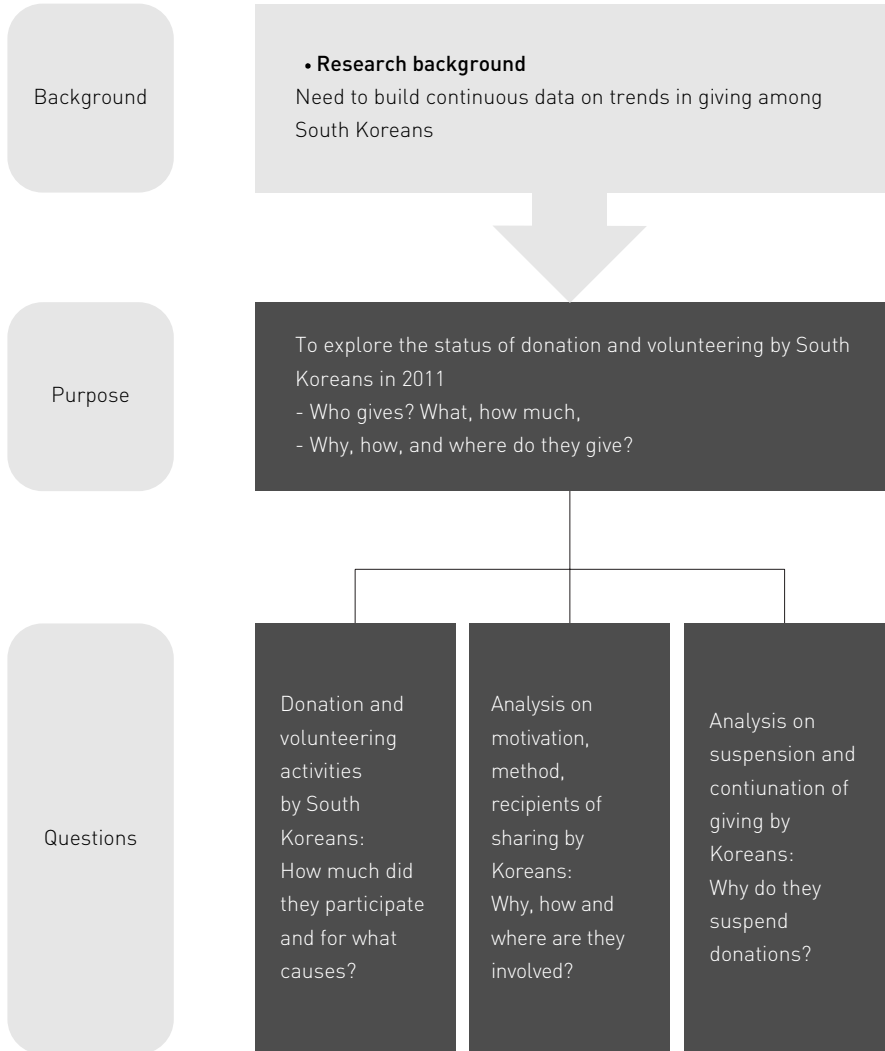 Background
• Research background
Need to build continuous data on trends in giving among
South Koreans
Purpose
To explore the status of donation and volunteering by South
Koreans in 2011
- Who gives? What, how much,
- Why, how, and where do they give?
Questions
Donation and
volunteering
activities
by South
Koreans:
How much did
they participate
and for what
causes?
Analysis on
motivation,
method,
recipients of
sharing by
Koreans:
Why, how and
where are they
involved?
Analysis on
suspension and
contiunation of
giving by
Koreans:
Why do they
suspend
donations?